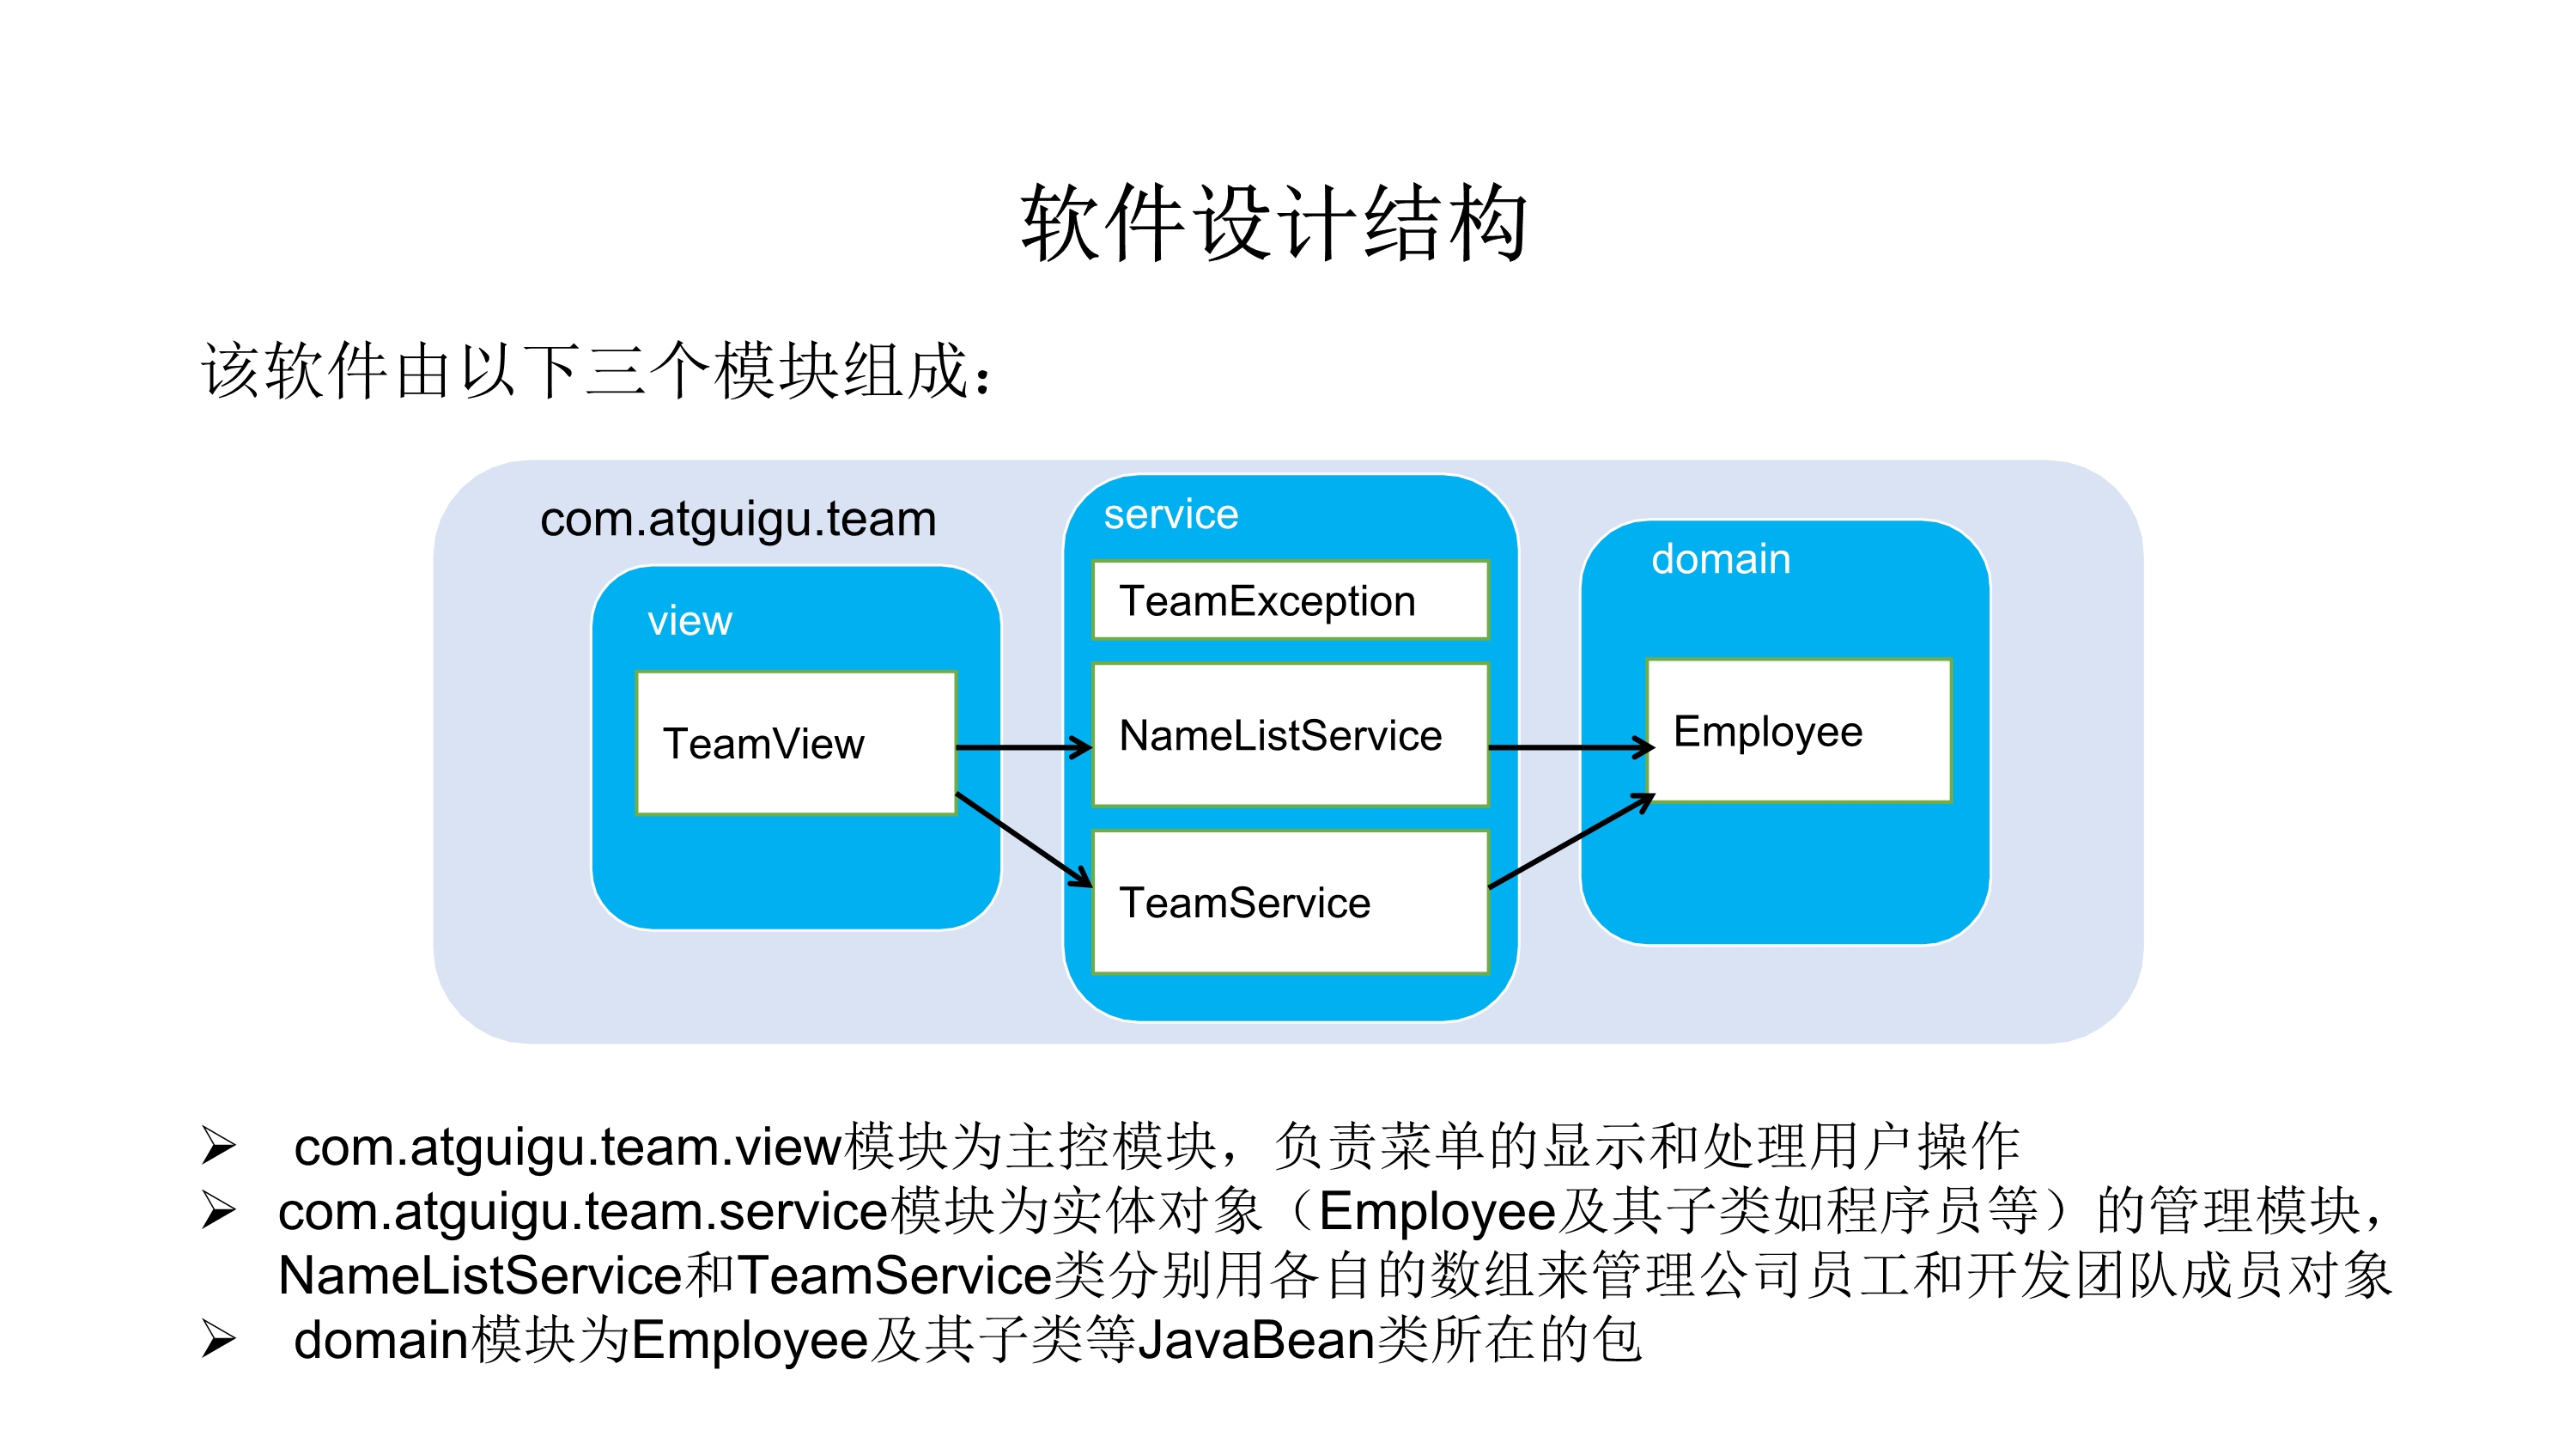 软件设计结构
该软件由以下三个模块组成：
com.atguigu.team
view
TeamView
service
TeamException
NameListService
TeamService
domain
Employee
com.atguigu.team.view模块为主控模块，负责菜单的显示和处理用户操作
com.atguigu.team.service模块为实体对象（Employee及其子类如程序员等）的管理模块，
NameListService和TeamService类分别用各自的数组来管理公司员工和开发团队成员对象
domain模块为Employee及其子类等JavaBean类所在的包